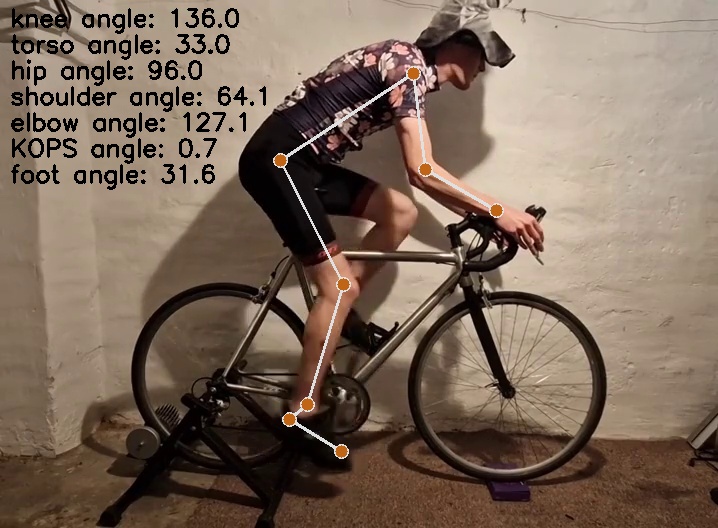 knee angle: 136.0
torso angle: 33.0
hip angle: 96.0
shoulder angle: 64.1
elbow angle: 127.1
KOPS angle: 0.7
foot angle: 31.6